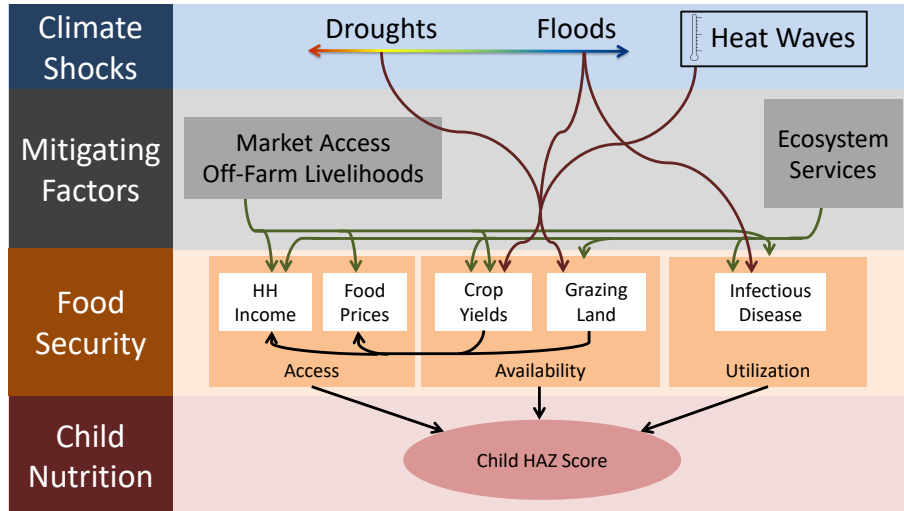 Climate
Shocks
Droughts
Floods
Heat Waves
Mitigating
Factors
Market Access
Off-Farm Livelihoods
Ecosystem
Services
Food
Security
HH
Income
Food
Prices
Crop
Yields
Grazing
Land
Infectious
Disease
Access
Availability
Utilization
Child
Nutrition
Child HAZ Score